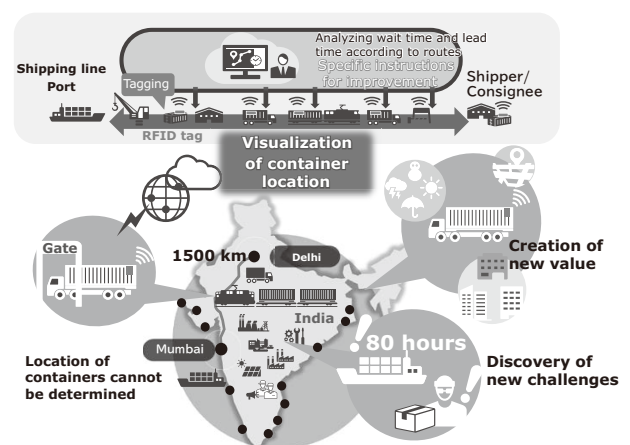 Analyzing wait time and lead
time according to routes
Specific instructions
for improvement
Shipping line
Port
Tagging
Shipper/
Consignee
RFID tag
Visualization
of container
location
1500 km
Delhi
Gate
Creation of
new value
India
Mumbai
80 hours
Location of
containers cannot
be determined
Discovery of
new challenges